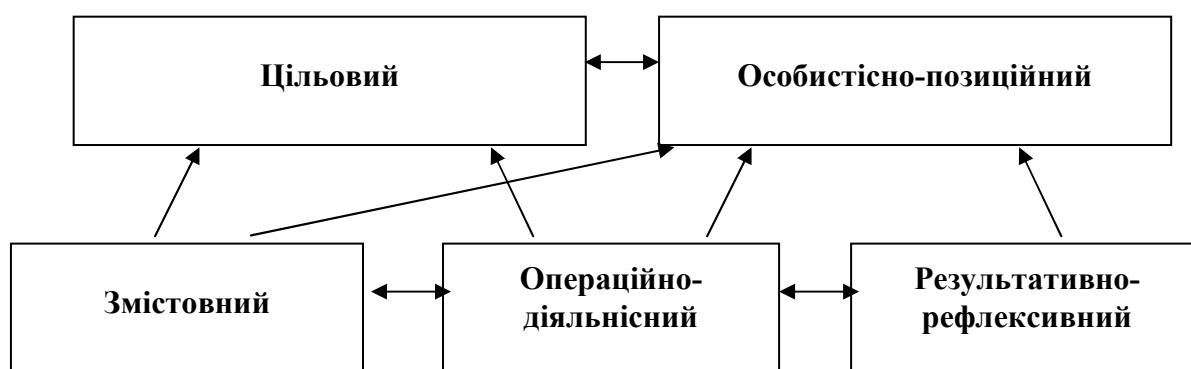 Цільовий
Особистісно-позиційний
Змістовний
Операційно-
діяльнісний
Результативно-
рефлексивний